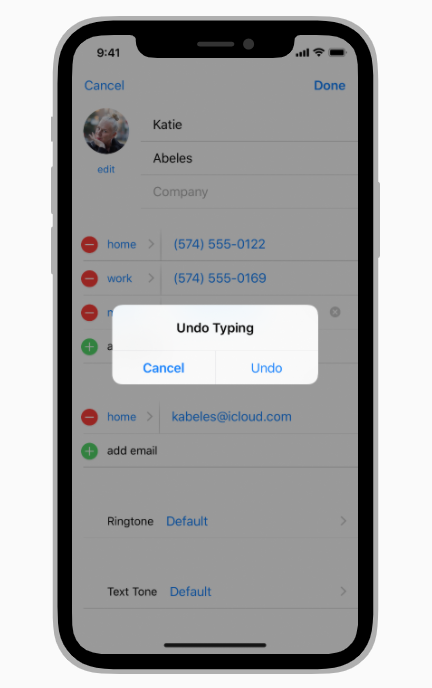 9:41
Cancel Done
Katie
Abeles
edit
Company
home (574) 555-0122
work (574) 555-0169
Undo Typing
Cancel Undo
home kabeles@icloud.com
add email
Ringtone Default
Text Tone Default